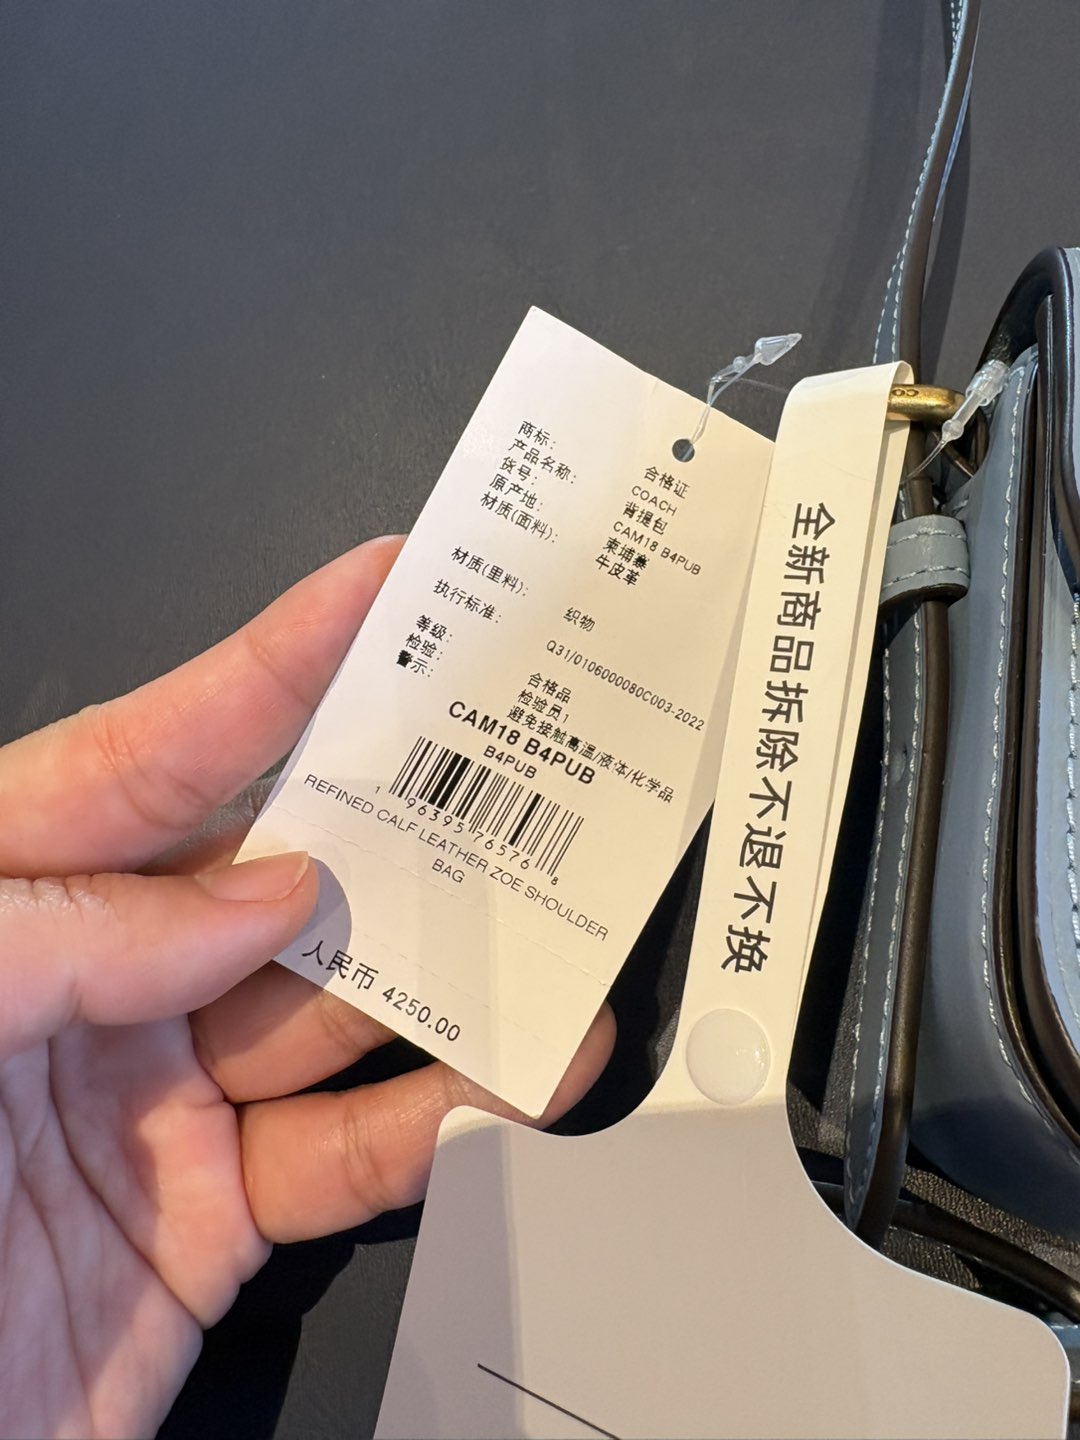 合格证
商标: COACH
产品名称: 背提包
货号: CAM18 B4PUB
原产地: 柬埔寨
材质(面料): 牛皮革
材质(里料): 织物
执行标准: Q31/0106000080C003-2022
等级: 合格品
检验: 检验员1
警示: 避免接触高温/液体/化学品
CAM18 B4PUB
B4PUB
1 96395 76576 8
REFINED CALF LEATHER ZOE SHOULDER
BAG
人民币 4250.00
全新商品拆除不退不换